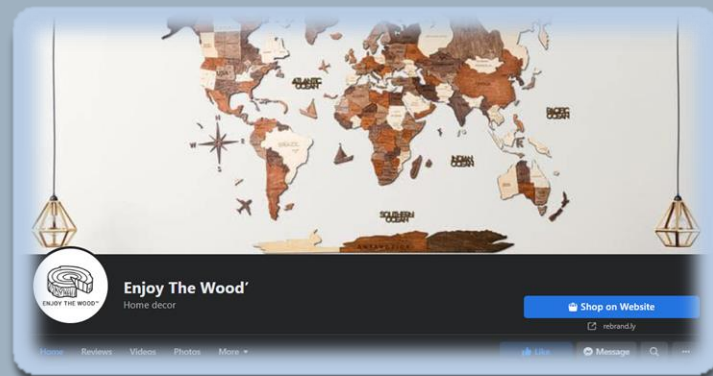 ATLANTIC
OCEAN
PACIFIC
OCEAN
N
W
S
BRAZIL
INDIAN
OCEAN
SOUTHERN
OCEAN
ANTARCTICA
ENJOY THE WOOD™
Enjoy The Wood’
Home decor
Shop on Website
rebrand.ly
Home Reviews Videos Photos More
Like Message